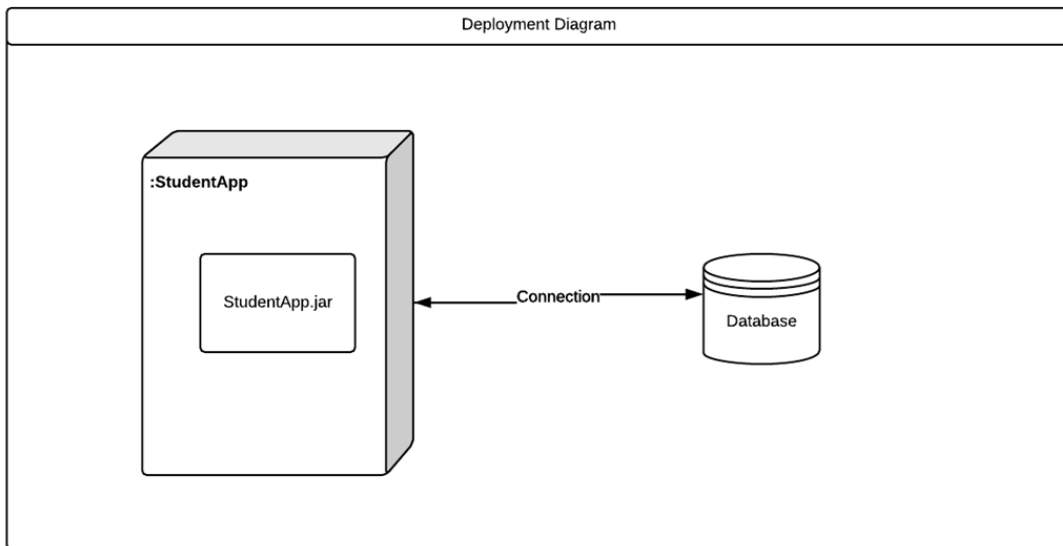 Deployment Diagram
:StudentApp
StudentApp.jar
Connection
Database